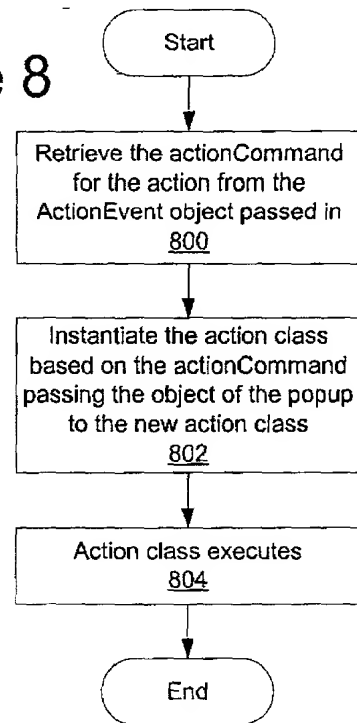 e 8
Start
Retrieve the actionCommand
for the action from the
ActionEvent object passed in
800
Instantiate the action class
based on the actionCommand
passing the object of the popup
to the new action class
802
Action class executes
804
End